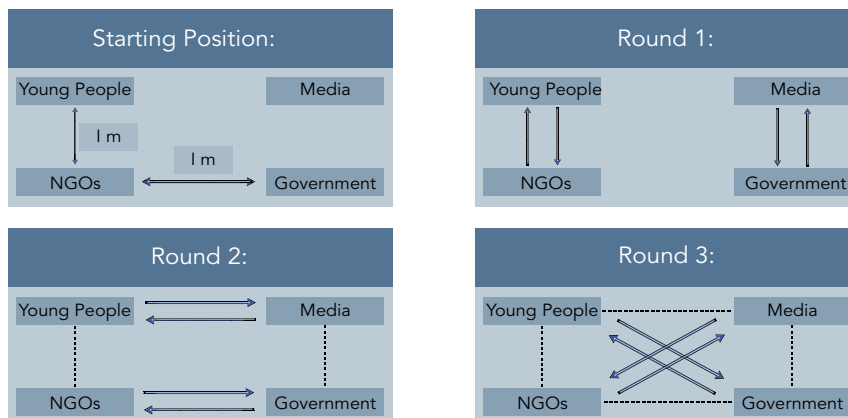 Starting Position:
Young People
Media
I m
I m
NGOs
Government
Round 1:
Young People
Media
NGOs
Government
Round 2:
Young People
Media
NGOs
Government
Round 3:
Young People
Media
NGOs
Government